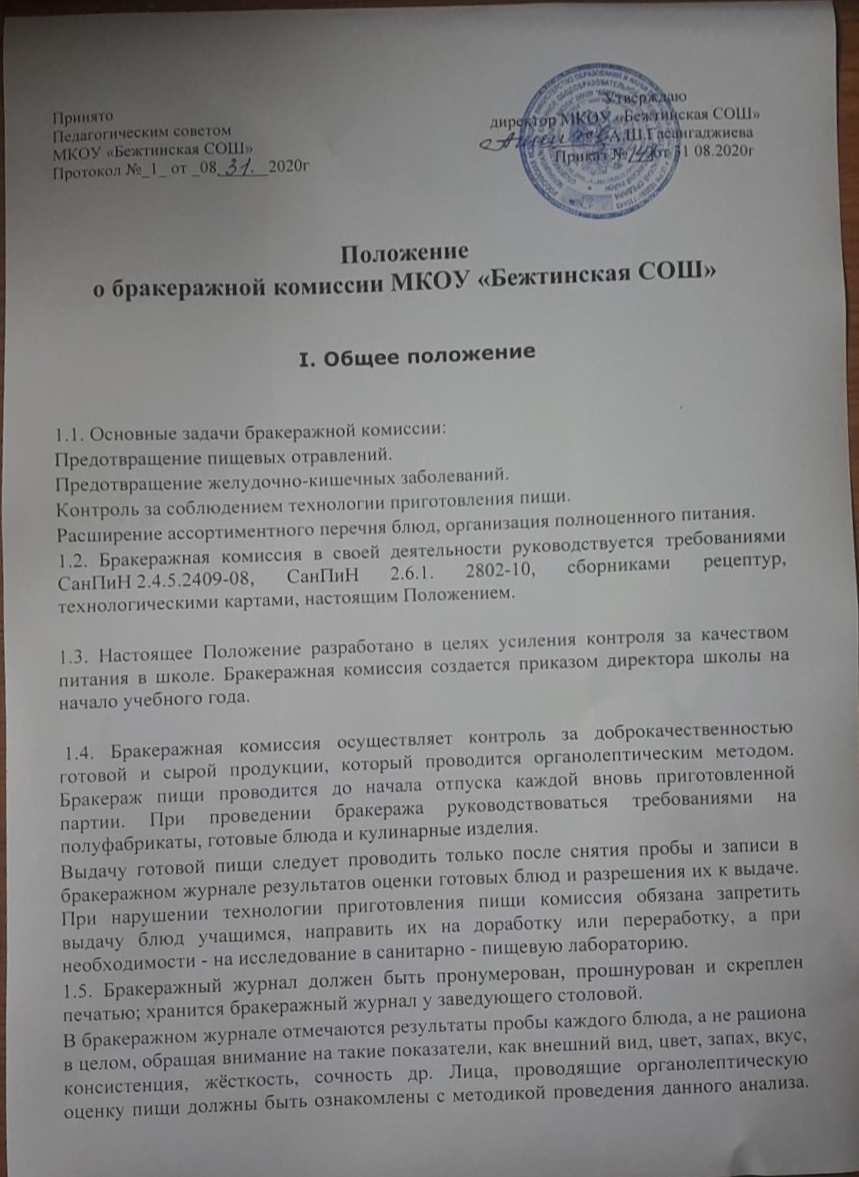 Принято
Педагогическим советом
МКОУ «Бежтинская СОШ»
Протокол №_1_ от _08_31._____2020г
Утверждаю
директор МКОУ «Бежтинская СОШ»
А.Ш.Гасангаджиева
Приказ № от 31 08.2020г
Положение
о бракеражной комиссии МКОУ «Бежтинская СОШ»
I. Общее положение
1.1. Основные задачи бракеражной комиссии:
Предотвращение пищевых отравлений.
Предотвращение желудочно-кишечных заболеваний.
Контроль за соблюдением технологии приготовления пищи.
Расширение ассортиментного перечня блюд, организация полноценного питания.
1.2. Бракеражная комиссия в своей деятельности руководствуется требованиями
СанПиН 2.4.5.2409-08, СанПиН 2.6.1. 2802-10, сборниками рецептур,
технологическими картами, настоящим Положением.
1.3. Настоящее Положение разработано в целях усиления контроля за качеством
питания в школе. Бракеражная комиссия создается приказом директора школы на
начало учебного года.
1.4. Бракеражная комиссия осуществляет контроль за доброкачественностью
готовой и сырой продукции, который проводится органолептическим методом.
Бракераж пищи проводится до начала отпуска каждой вновь приготовленной
партии. При проведении бракеража руководствоваться требованиями на
полуфабрикаты, готовые блюда и кулинарные изделия.
Выдачу готовой пищи следует проводить только после снятия пробы и записи в
бракеражном журнале результатов оценки готовых блюд и разрешения их к выдаче.
При нарушении технологии приготовления пищи комиссия обязана запретить
выдачу блюд учащимся, направить их на доработку или переработку, а при
необходимости - на исследование в санитарно - пищевую лабораторию.
1.5. Бракеражный журнал должен быть пронумерован, прошнурован и скреплен
печатью; хранится бракеражный журнал у заведующего столовой.
В бракеражном журнале отмечаются результаты пробы каждого блюда, а не рациона
в целом, обращая внимание на такие показатели, как внешний вид, цвет, запах, вкус,
консистенция, жёсткость, сочность др. Лица, проводящие органолептическую
оценку пищи должны быть ознакомлены с методикой проведения данного анализа.